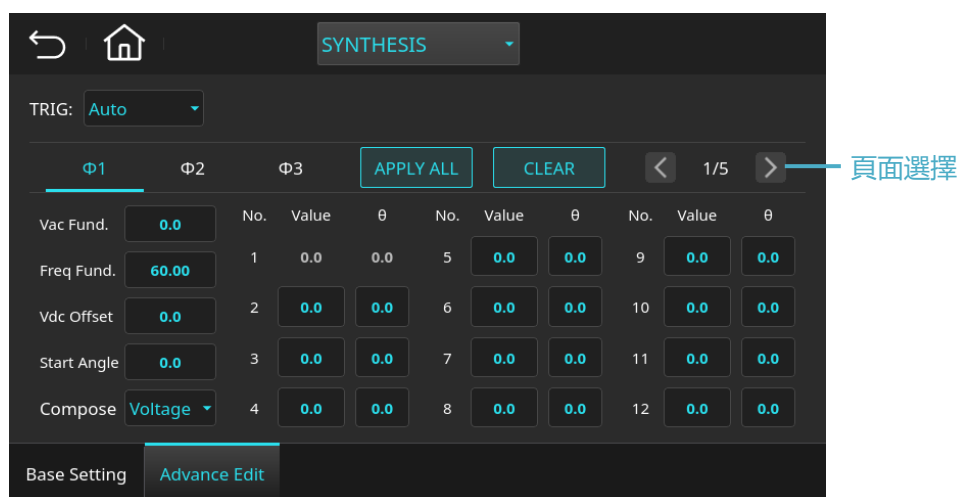 SYNTHESIS
TRIG: Auto
Φ1 Φ2 Φ3 APPLY ALL CLEAR 1/5 頁面選擇
Vac Fund. 0.0
Freq Fund. 60.00
Vdc Offset 0.0
Start Angle 0.0
Compose Voltage
No. Value θ No. Value θ No. Value θ
1 0.0 0.0 5 0.0 0.0 9 0.0 0.0
2 0.0 0.0 6 0.0 0.0 10 0.0 0.0
3 0.0 0.0 7 0.0 0.0 11 0.0 0.0
4 0.0 0.0 8 0.0 0.0 12 0.0 0.0
Base Setting Advance Edit